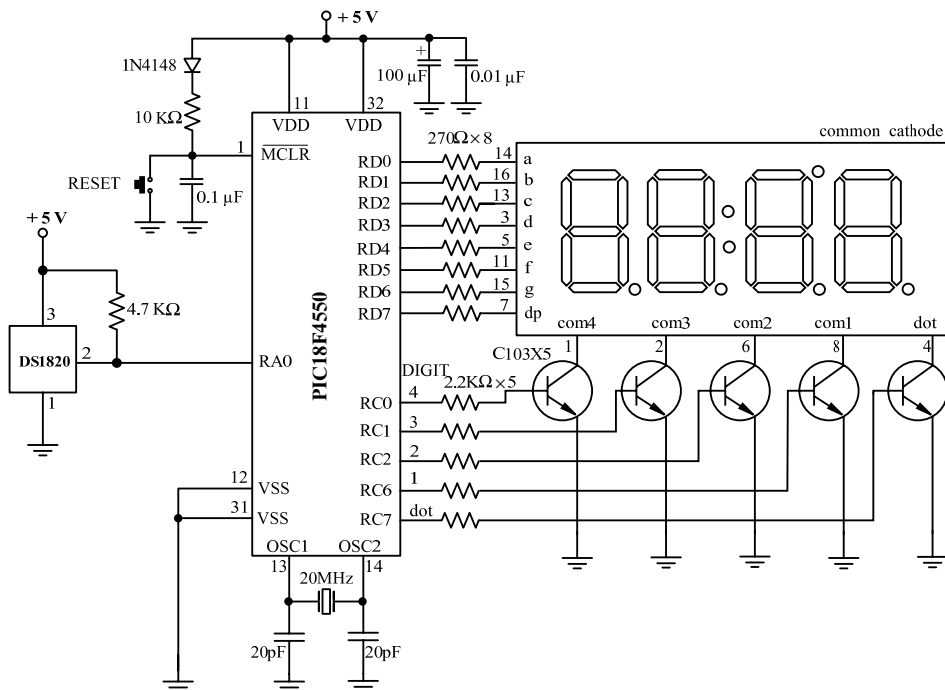 +5V
1N4148
100 µF
0.01 µF
10 KΩ
11
32
VDD
VDD
270Ω×8
common cathode
1
MCLR
RESET
0.1 µF
RD0
14
a
RD1
16
b
RD2
13
c
RD3
3
d
RD4
5
e
RD5
11
f
RD6
15
g
RD7
7
dp
+5V
3
4.7 KΩ
DS1820
2
1
RA0
PIC18F4550
com4
com3
com2
com1
dot
1
2
6
8
4
C103X5
DIGIT
2.2KΩ×5
RC0
4
RC1
3
RC2
2
RC6
1
RC7
dot
12
VSS
31
VSS
OSC1
OSC2
13
14
20MHz
20pF
20pF